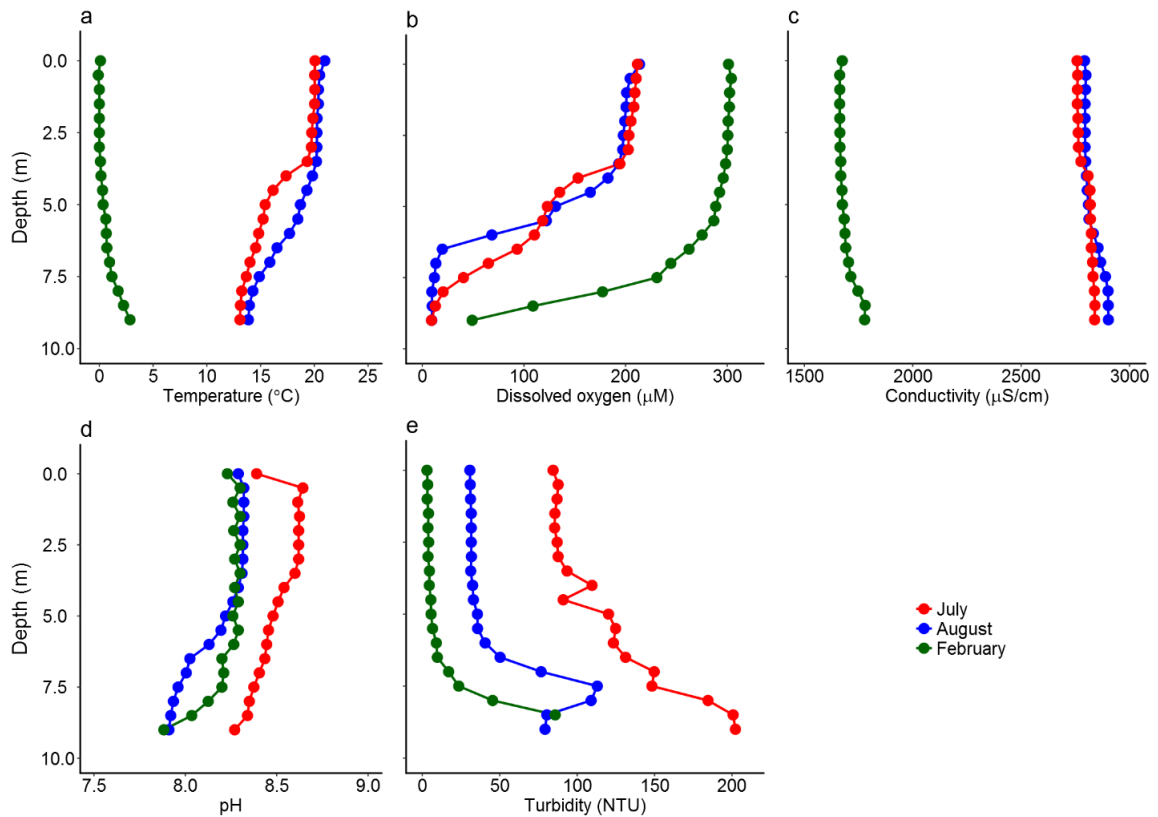 a
b
c
0.0
2.5
5.0
7.5
10.0
Depth (m)
0 5 10 15 20 25
Temperature (°C)
0 100 200 300
Dissolved oxygen (μM)
1500 2000 2500 3000
Conductivity (μS/cm)
d
e
0.0
2.5
5.0
7.5
10.0
Depth (m)
7.5 8.0 8.5 9.0
pH
0 50 100 150 200
Turbidity (NTU)
July
August
February